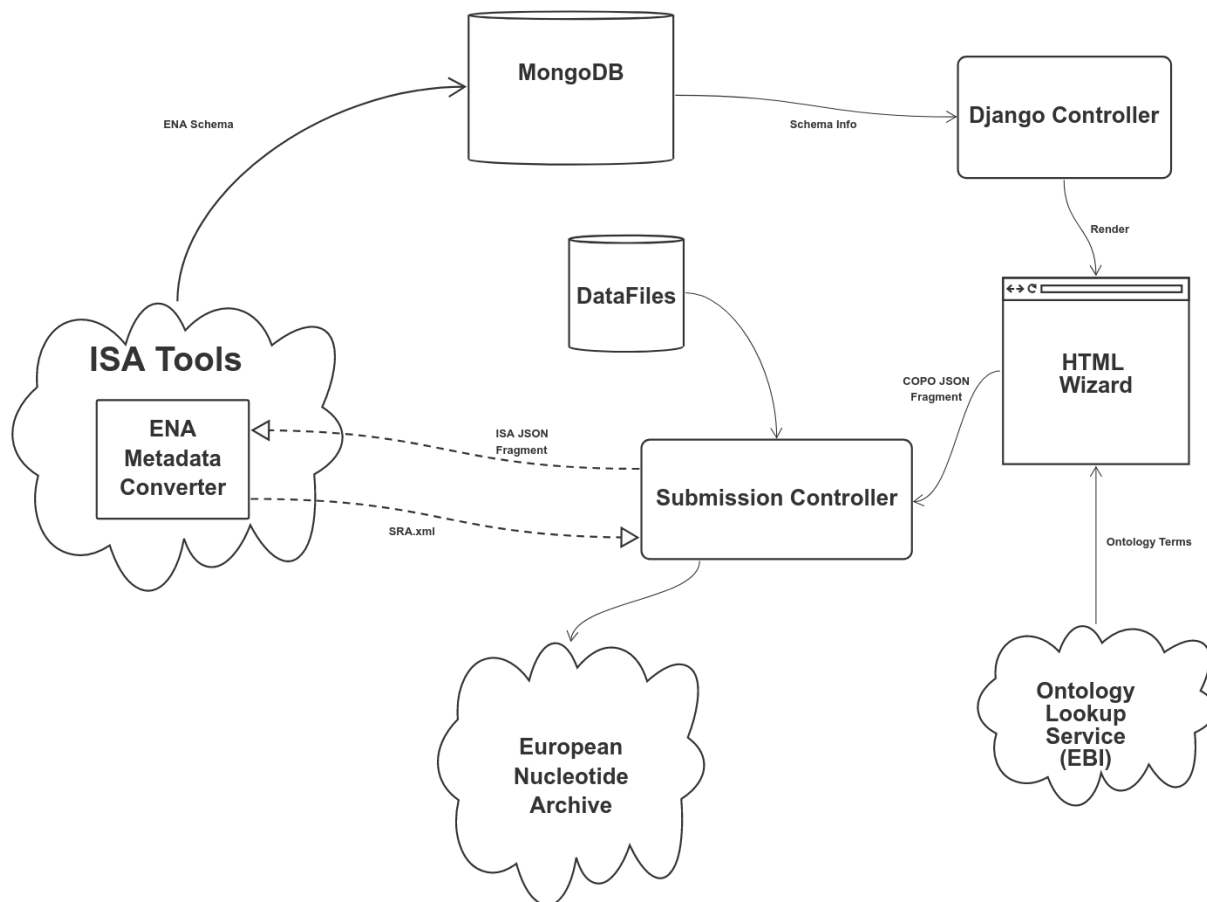 MongoDB
ENA Schema
Schema Info
Django Controller
Render
DataFiles
ISA Tools
ENA
Metadada
Converter
ISA JSON
Fragment
SRA.xml
COPO JSON
Fragment
HTML
Wizard
Submission Controller
Ontology Terms
European
Nucleotide
Archive
Ontology
Lookup
Service
(EBI)